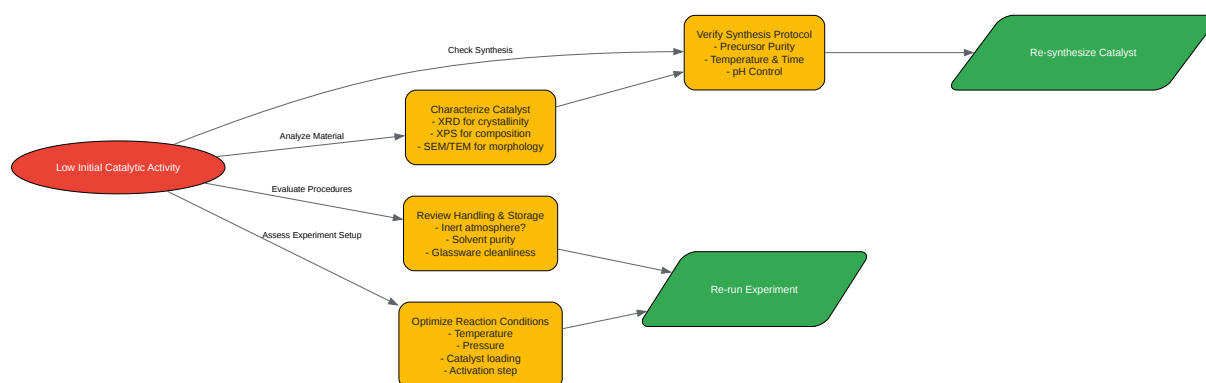 Verify Synthesis Protocol
- Precursor Purity
- Temperature & Time
- pH Control
Check Synthesis
Re-synthesize Catalyst
Characterize Catalyst
- XRD for crystallinity
- XPS for composition
- SEM/TEM for morphology
Analyze Material
Low Initial Catalytic Activity
Evaluate Procedures
Review Handling & Storage
- Inert atmosphere?
- Solvent purity
- Glassware cleanliness
Assess Experiment Setup
Re-run Experiment
Optimize Reaction Conditions
- Temperature
- Pressure
- Catalyst loading
- Activation step